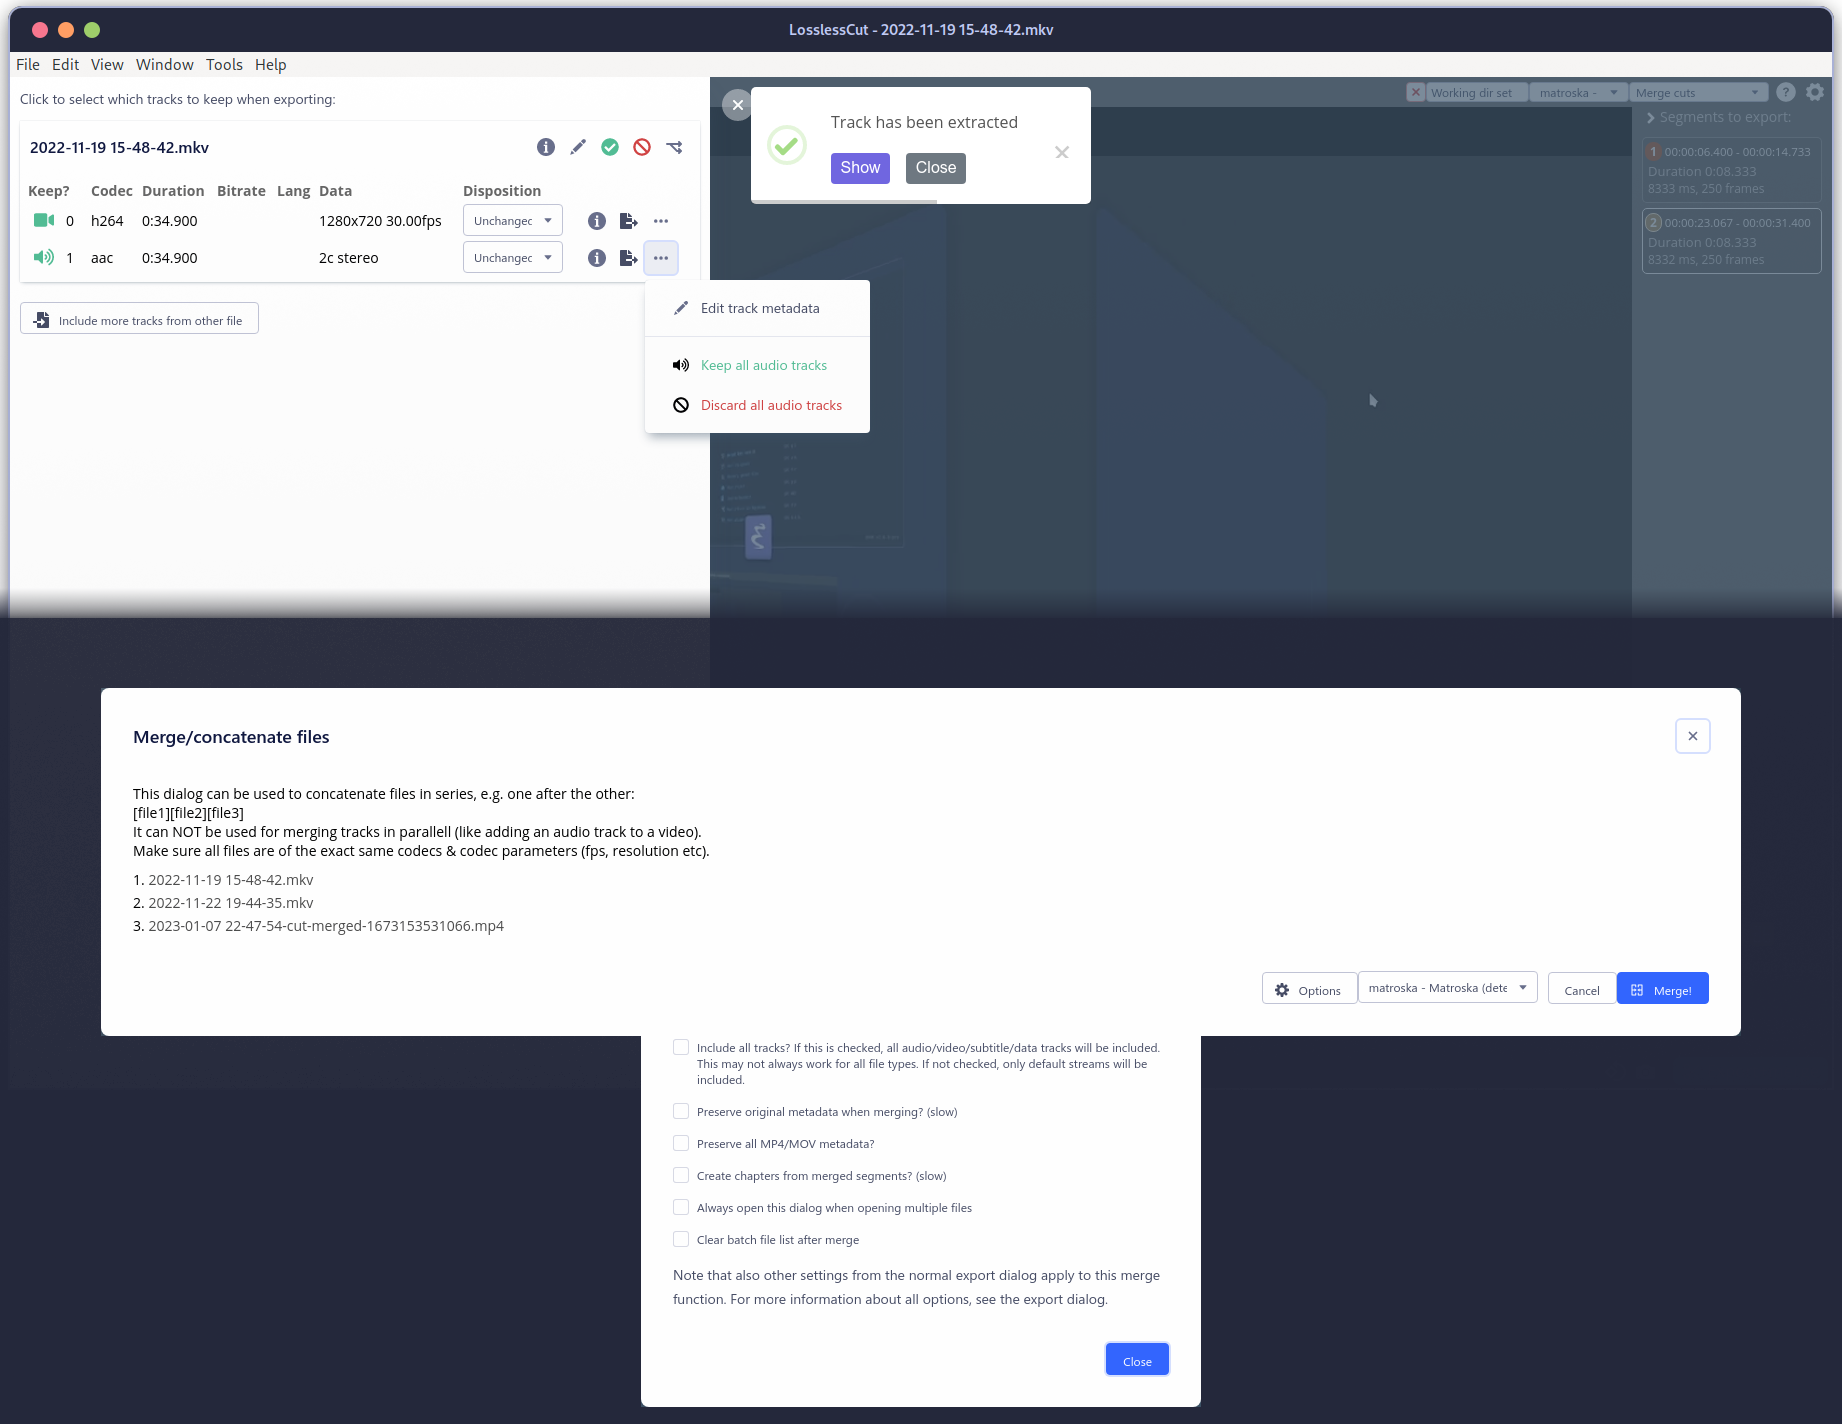 LosslessCut - 2022-11-19 15-48-42.mkv
File Edit View Window Tools Help
Click to select which tracks to keep when exporting:
2022-11-19 15-48-42.mkv
Keep? Codec Duration Bitrate Lang Data Disposition
0 h264 0:34.900 1280x720 30.00fps Unchanged
1 aac 0:34.900 2c stereo Unchanged
Include more tracks from other file
Edit track metadata
Keep all audio tracks
Discard all audio tracks
Track has been extracted
Show Close
Working dir set matroska - Merge cuts ?
Segments to export:
1 00:00:06.400 - 00:00:14.733
Duration 0:08.333
8333 ms, 250 frames
2 00:00:23.067 - 00:00:31.400
Duration 0:08.333
8332 ms, 250 frames
Merge/concatenate files
This dialog can be used to concatenate files in series, e.g. one after the other:
[file1][file2][file3]
It can NOT be used for merging tracks in parallell (like adding an audio track to a video).
Make sure all files are of the exact same codecs & codec parameters (fps, resolution etc).
1. 2022-11-19 15-48-42.mkv
2. 2022-11-22 19-44-35.mkv
3. 2023-01-07 22-47-54-cut-merged-1673153531066.mp4
Options matroska - Matroska (dete Cancel Merge!
Include all tracks? If this is checked, all audio/video/subtitle/data tracks will be included.
This may not always work for all file types. If not checked, only default streams will be
included.
Preserve original metadata when merging? (slow)
Preserve all MP4/MOV metadata?
Create chapters from merged segments? (slow)
Always open this dialog when opening multiple files
Clear batch file list after merge
Note that also other settings from the normal export dialog apply to this merge
function. For more information about all options, see the export dialog.
Close